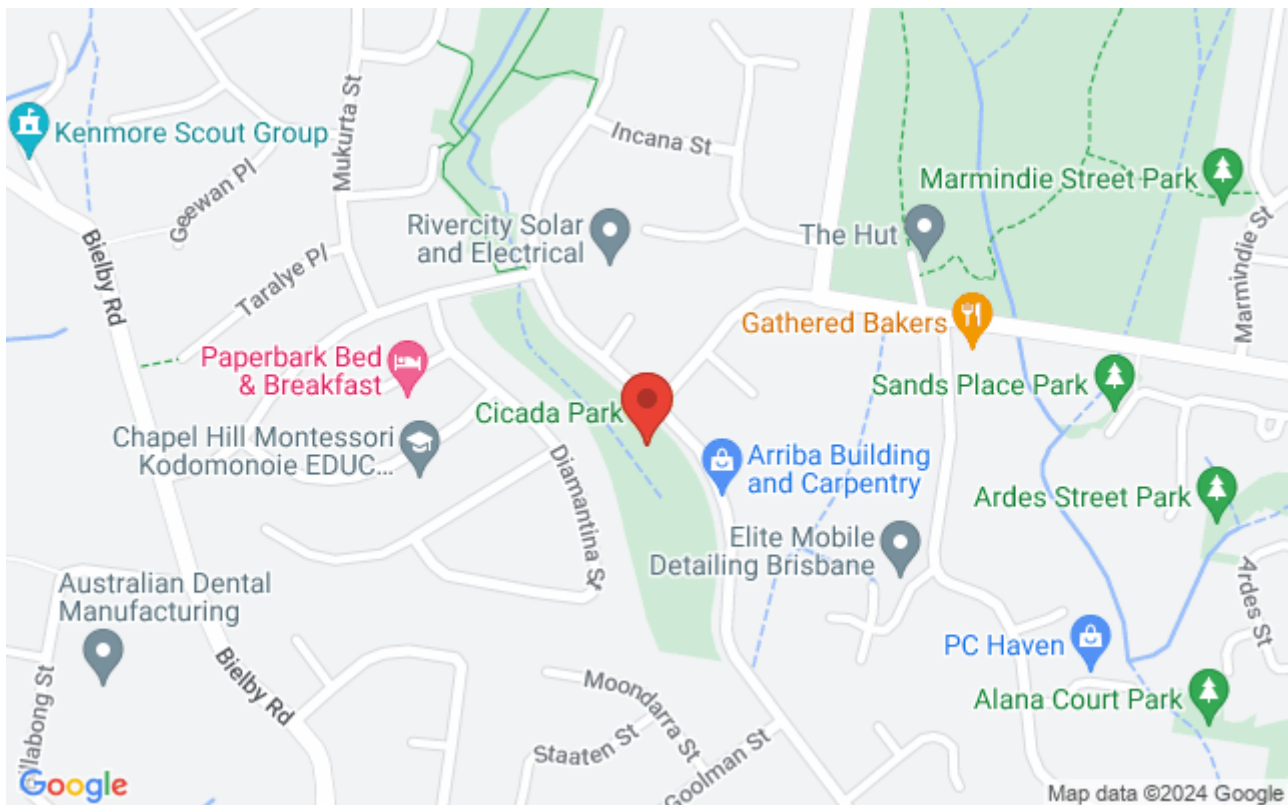 Kenmore Scout Group
Mukurta St
Incana St
Geewan Pl
Marmindie Street Park
Rivercity Solar
and Electrical
The Hut
Marmindie St
Bielby Rd
Taralye Pl
Gathered Bakers
Paperbark Bed
& Breakfast
Sands Place Park
Cicada Park
Chapel Hill Montessori
Kodomonoie EDUC...
Diamantina St
Arriba Building
and Carpentry
Ardes Street Park
Elite Mobile
Detailing Brisbane
Ardes St
Australian Dental
Manufacturing
PC Haven
illabong St
Bielby Rd
Moondarra St
Alana Court Park
Staaten St
Goolman St
Google
Map data ©2024 Google